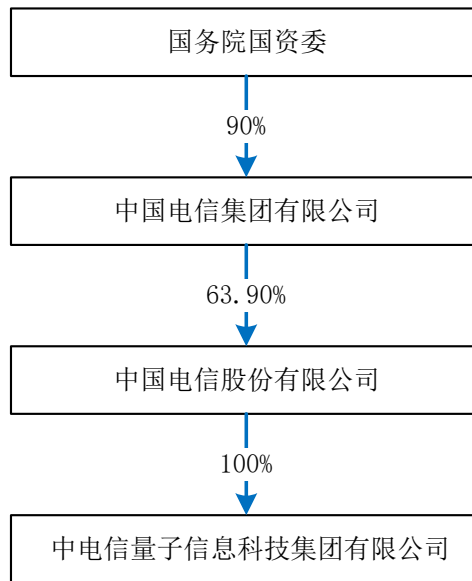 国务院国资委
90%
中国电信集团有限公司
63.90%
中国电信股份有限公司
100%
中电信量子信息科技集团有限公司